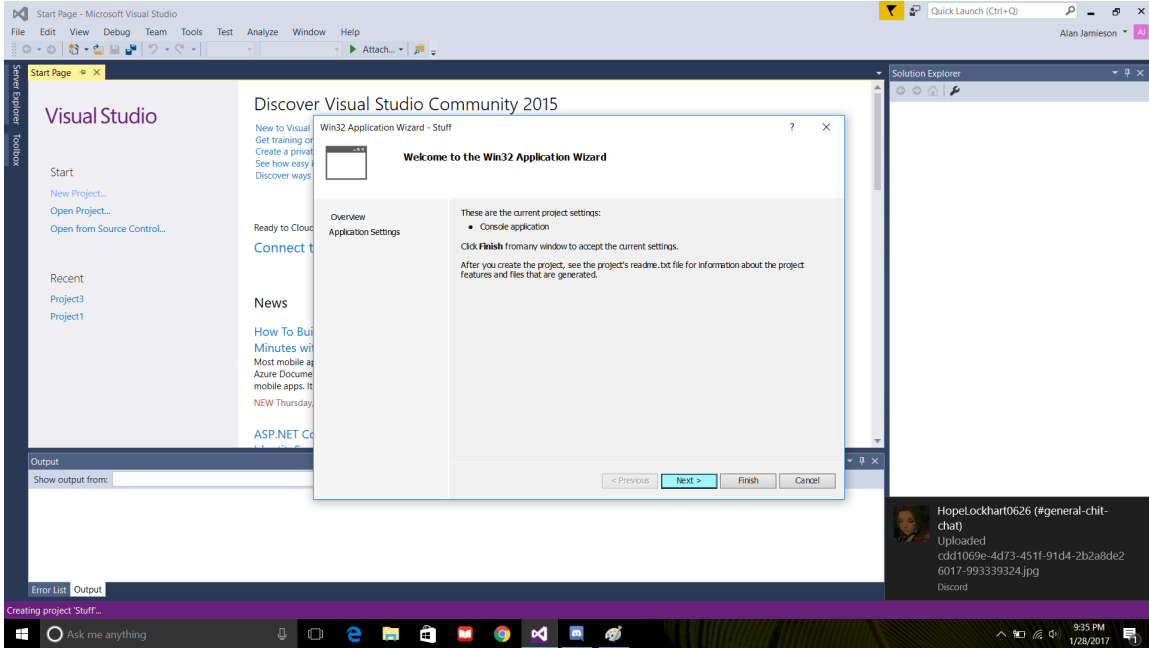 Start Page - Microsoft Visual Studio
Quick Launch (Ctrl+Q)
File Edit View Debug Team Tools Test Analyze Window Help
Alan Jamieson AJ
Attach...
Server Explorer
Toolbox
Start Page
Solution Explorer
Visual Studio
Start
New Project...
Open Project...
Open from Source Control...
Recent
Project3
Project1
Discover Visual Studio Community 2015
New to Visual
Get training on
Create a privat
See how easy i
Discover ways
Ready to Cloud
Connect t
News
How To Bui
Minutes wit
Most mobile ap
Azure Docume
mobile apps. It
NEW Thursday,
ASP.NET Co
Win32 Application Wizard - Stuff
?
Welcome to the Win32 Application Wizard
Overview
Application Settings
These are the current project settings:
• Console application
Click Finish from any window to accept the current settings.
After you create the project, see the project's readme.txt file for information about the project
features and files that are generated.
< Previous Next > Finish Cancel
Output
Show output from:
Error List Output
Creating project 'Stuff'...
HopeLockhart0626 (#general-chit-
chat)
Uploaded
cdd1069e-4d73-451f-91d4-2b2a8de2
6017-993339324.jpg
Discord
Ask me anything
9:35 PM
1/28/2017
1